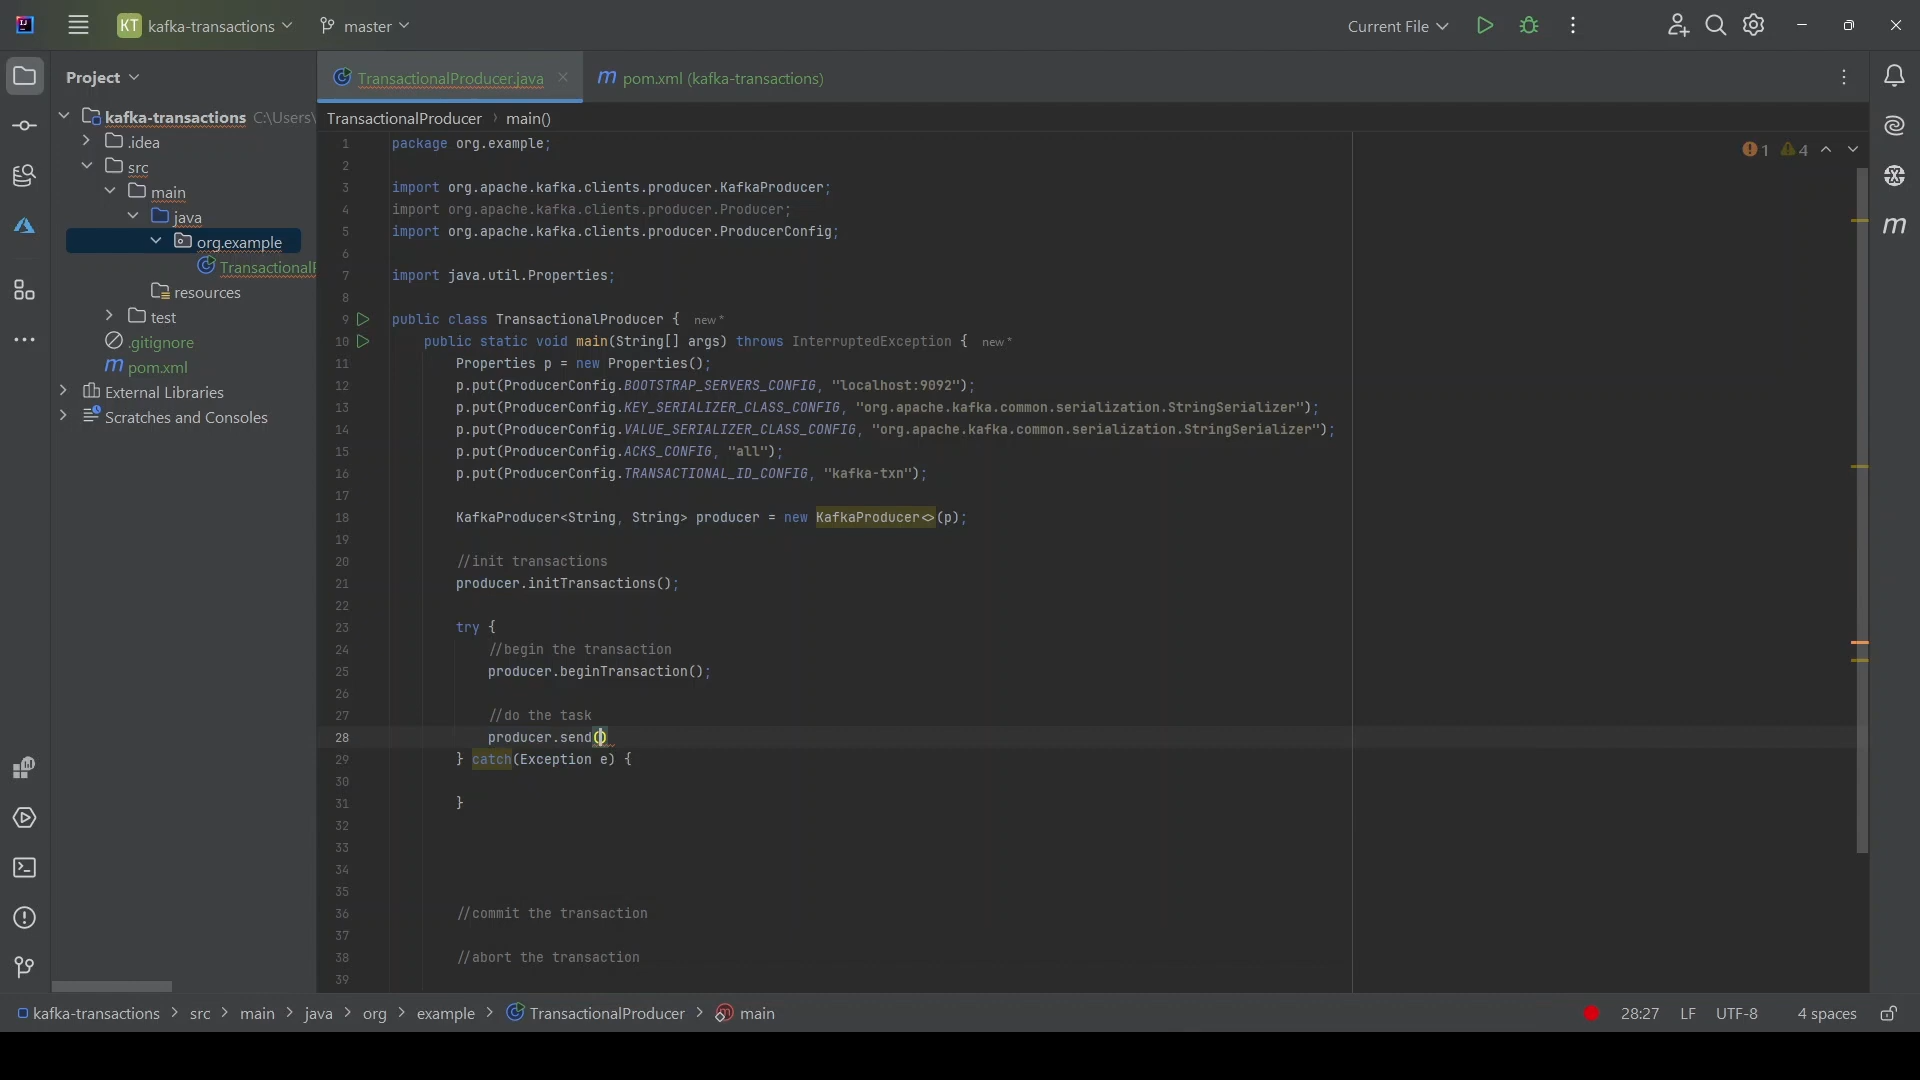 KT kafka-transactions master Current File
Project
TransactionalProducer.java
pom.xml (kafka-transactions)
kafka-transactions C:\Users\
.idea
src
main
java
org.example
TransactionalP
resources
test
.gitignore
pom.xml
External Libraries
Scratches and Consoles
TransactionalProducer > main()
1 4
1 package org.example;
2
3 import org.apache.kafka.clients.producer.KafkaProducer;
4 import org.apache.kafka.clients.producer.Producer;
5 import org.apache.kafka.clients.producer.ProducerConfig;
6
7 import java.util.Properties;
8
9 public class TransactionalProducer { new *
10 public static void main(String[] args) throws InterruptedException { new *
11 Properties p = new Properties();
12 p.put(ProducerConfig.BOOTSTRAP_SERVERS_CONFIG, "localhost:9092");
13 p.put(ProducerConfig.KEY_SERIALIZER_CLASS_CONFIG, "org.apache.kafka.common.serialization.StringSerializer");
14 p.put(ProducerConfig.VALUE_SERIALIZER_CLASS_CONFIG, "org.apache.kafka.common.serialization.StringSerializer");
15 p.put(ProducerConfig.ACKS_CONFIG, "all");
16 p.put(ProducerConfig.TRANSACTIONAL_ID_CONFIG, "kafka-txn");
17
18 KafkaProducer<String, String> producer = new KafkaProducer<>(p);
19
20 //init transactions
21 producer.initTransactions();
22
23 try {
24 //begin the transaction
25 producer.beginTransaction();
26
27 //do the task
28 producer.send()
29 } catch(Exception e) {
30
31 }
32
33
34
35
36 //commit the transaction
37
38 //abort the transaction
39
kafka-transactions > src > main > java > org > example > TransactionalProducer > main
28:27 LF UTF-8 4 spaces